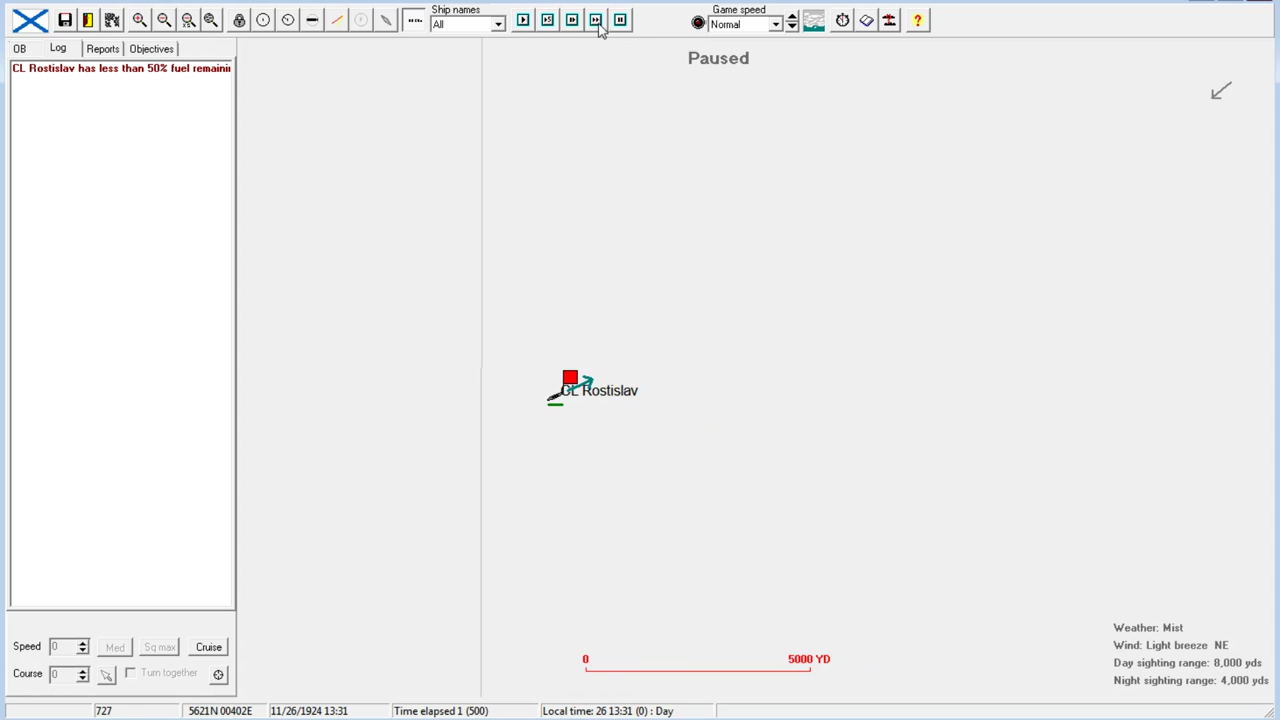 Ship names
All
Game speed
Normal
?
OB
Log
Reports
Objectives
CL Rostislav has less than 50% fuel remainin
Paused
CL Rostislav
Speed
0
Med
Sq max
Cruise
Course
0
Turn together
0
5000 YD
Weather: Mist
Wind: Light breeze NE
Day sighting range: 8,000 yds
Night sighting range: 4,000 yds
727
5621N 00402E
11/26/1924 13:31
Time elapsed 1 (500)
Local time: 26 13:31 (0) : Day